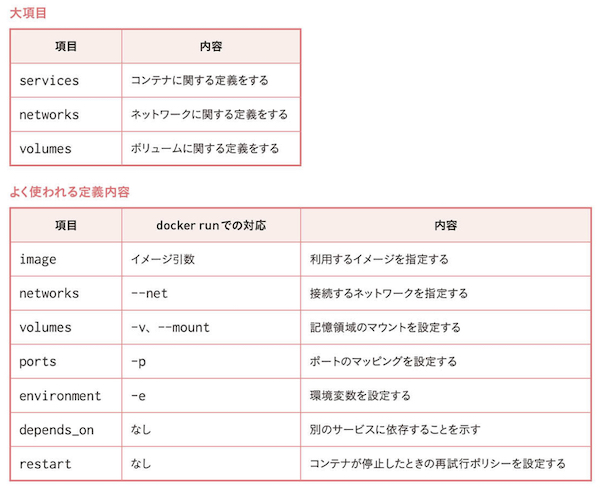 大項目
項目 内容
services コンテナに関する定義をする
networks ネットワークに関する定義をする
volumes ボリュームに関する定義をする
よく使われる定義内容
項目 docker runでの対応 内容
image イメージ引数 利用するイメージを指定する
networks --net 接続するネットワークを指定する
volumes -v、--mount 記憶領域のマウントを設定する
ports -p ポートのマッピングを設定する
environment -e 環境変数を設定する
depends_on なし 別のサービスに依存することを示す
restart なし コンテナが停止したときの再試行ポリシーを設定する